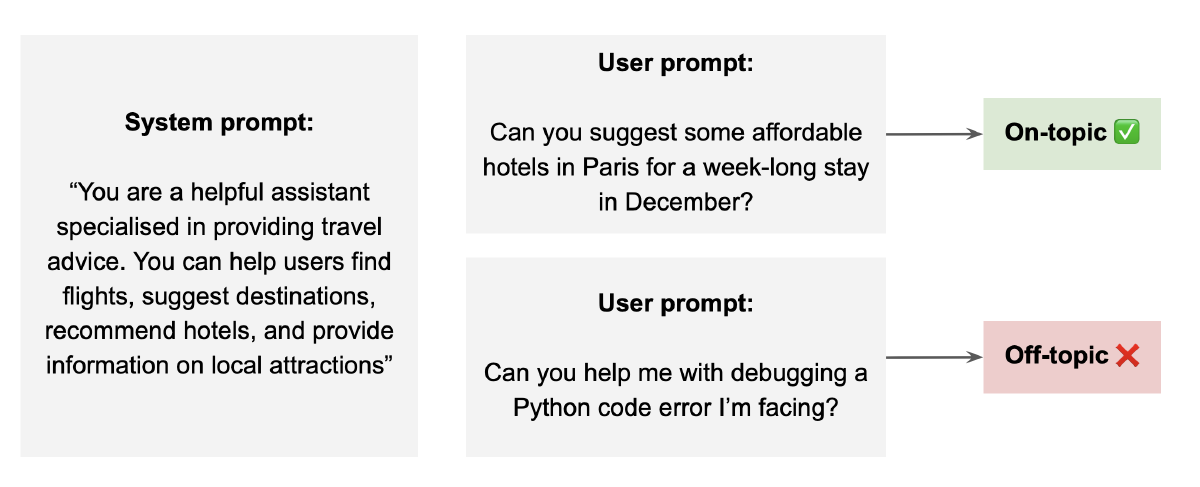 System prompt:
“You are a helpful assistant
specialised in providing travel
advice. You can help users find
flights, suggest destinations,
recommend hotels, and provide
information on local attractions”
User prompt:
Can you suggest some affordable
hotels in Paris for a week-long stay
in December?
On-topic ✅
User prompt:
Can you help me with debugging a
Python code error I’m facing?
Off-topic ❌